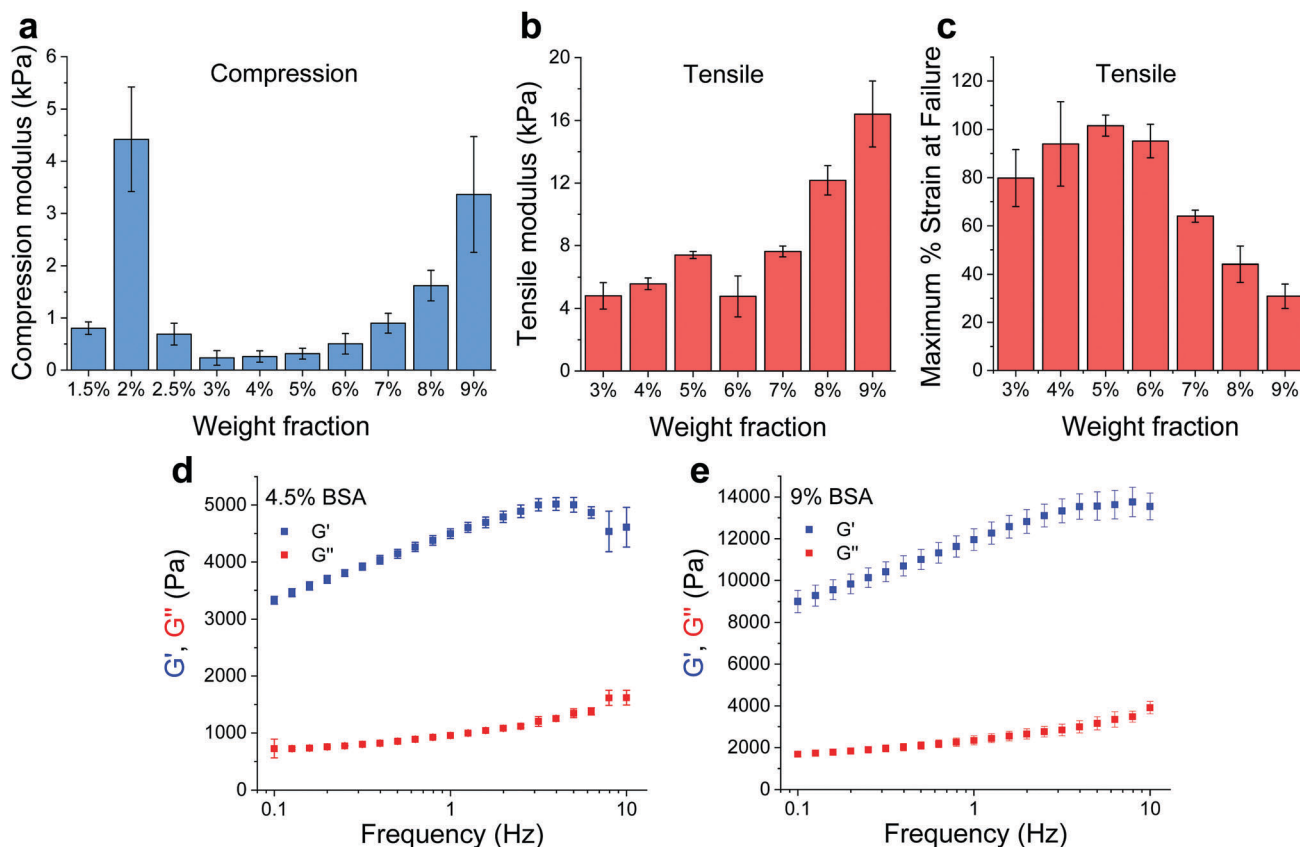 a
Compression
Compression modulus (kPa)
6
5
4
3
2
1
0
1.5% 2% 2.5% 3% 4% 5% 6% 7% 8% 9%
Weight fraction
b
Tensile
Tensile modulus (kPa)
20
16
12
8
4
0
3% 4% 5% 6% 7% 8% 9%
Weight fraction
c
Tensile
Maximum % Strain at Failure
120
100
80
60
40
20
0
3% 4% 5% 6% 7% 8% 9%
Weight fraction
d
4.5% BSA
G'
G"
G', G" (Pa)
5000
4000
3000
2000
1000
0
0.1 1 10
Frequency (Hz)
e
9% BSA
G'
G"
G', G" (Pa)
14000
12000
10000
8000
6000
4000
2000
0
0.1 1 10
Frequency (Hz)